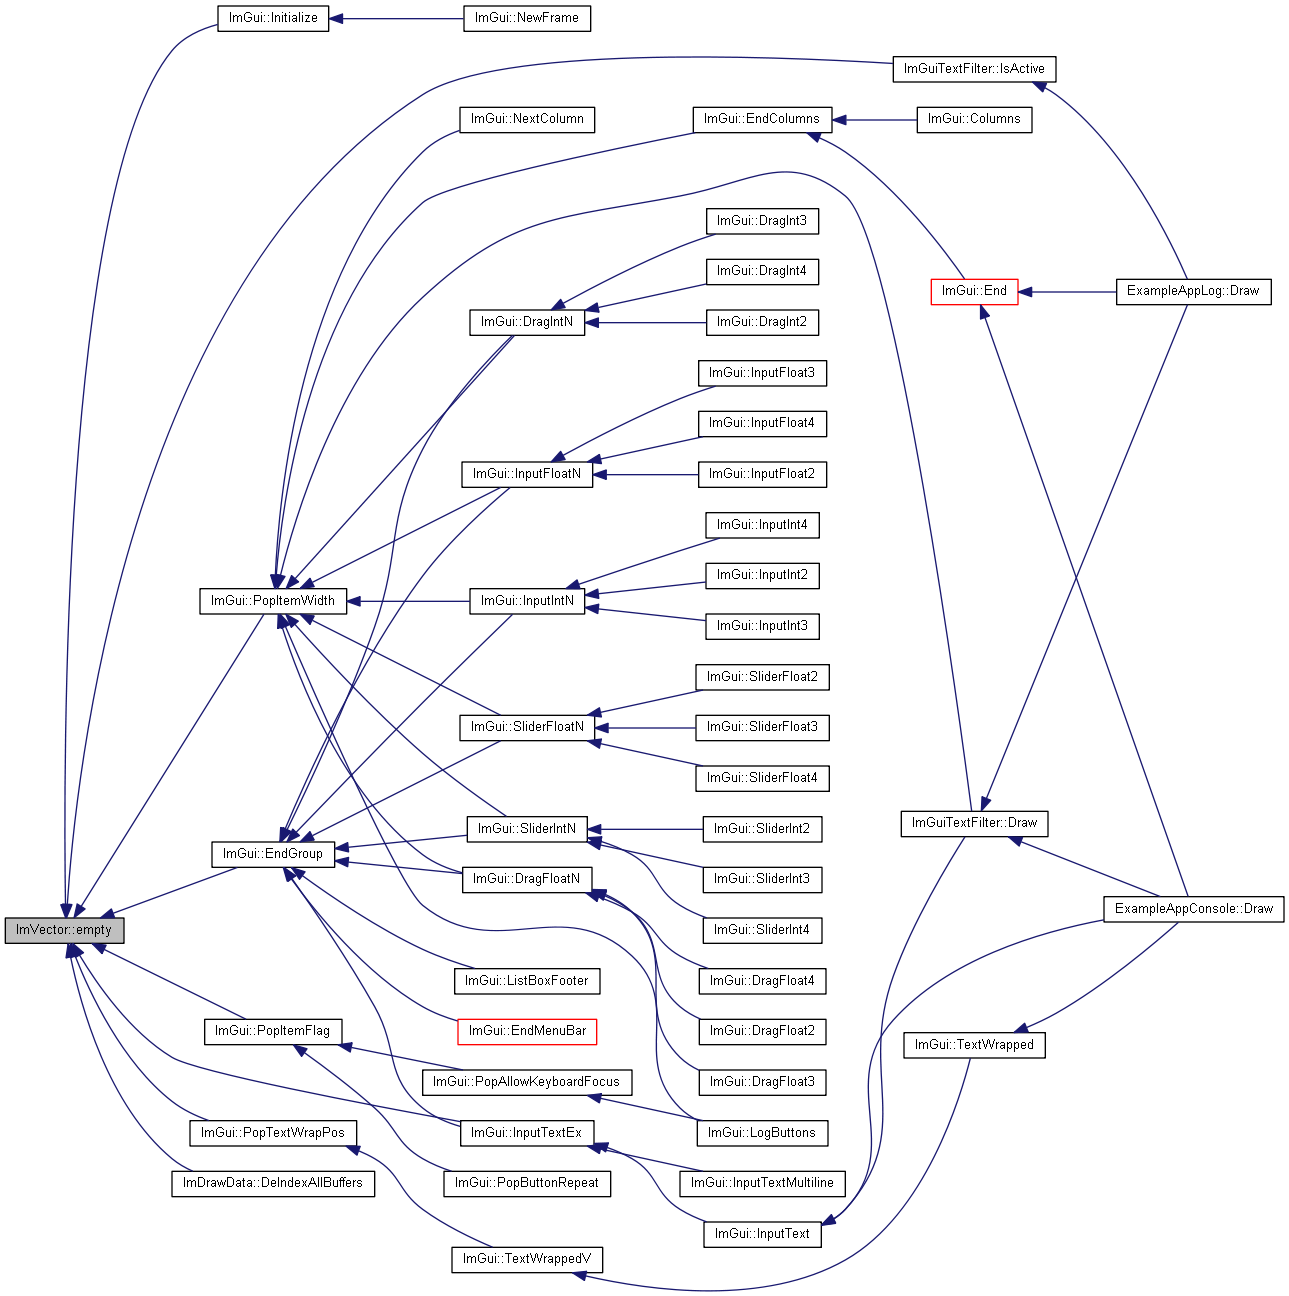 ImGui::Initialize
ImGui::NewFrame
ImGuiTextFilter::IsActive
ImGui::NextColumn
ImGui::EndColumns
ImGui::Columns
ImGui::DragInt3
ImGui::DragInt4
ImGui::End
ExampleAppLog::Draw
ImGui::DragIntN
ImGui::DragInt2
ImGui::InputFloat3
ImGui::InputFloat4
ImGui::InputFloatN
ImGui::InputFloat2
ImGui::InputInt4
ImGui::InputInt2
ImGui::PopItemWidth
ImGui::InputIntN
ImGui::InputInt3
ImGui::SliderFloat2
ImGui::SliderFloatN
ImGui::SliderFloat3
ImGui::SliderFloat4
ImGuiTextFilter::Draw
ImGui::SliderIntN
ImGui::SliderInt2
ImGui::EndGroup
ImGui::DragFloatN
ImGui::SliderInt3
ExampleAppConsole::Draw
ImVector::empty
ImGui::SliderInt4
ImGui::ListBoxFooter
ImGui::DragFloat4
ImGui::PopItemFlag
ImGui::EndMenuBar
ImGui::DragFloat2
ImGui::TextWrapped
ImGui::PopAllowKeyboardFocus
ImGui::DragFloat3
ImGui::PopTextWrapPos
ImGui::InputTextEx
ImGui::LogButtons
ImDrawData::DeIndexAllBuffers
ImGui::PopButtonRepeat
ImGui::InputTextMultiline
ImGui::InputText
ImGui::TextWrappedV